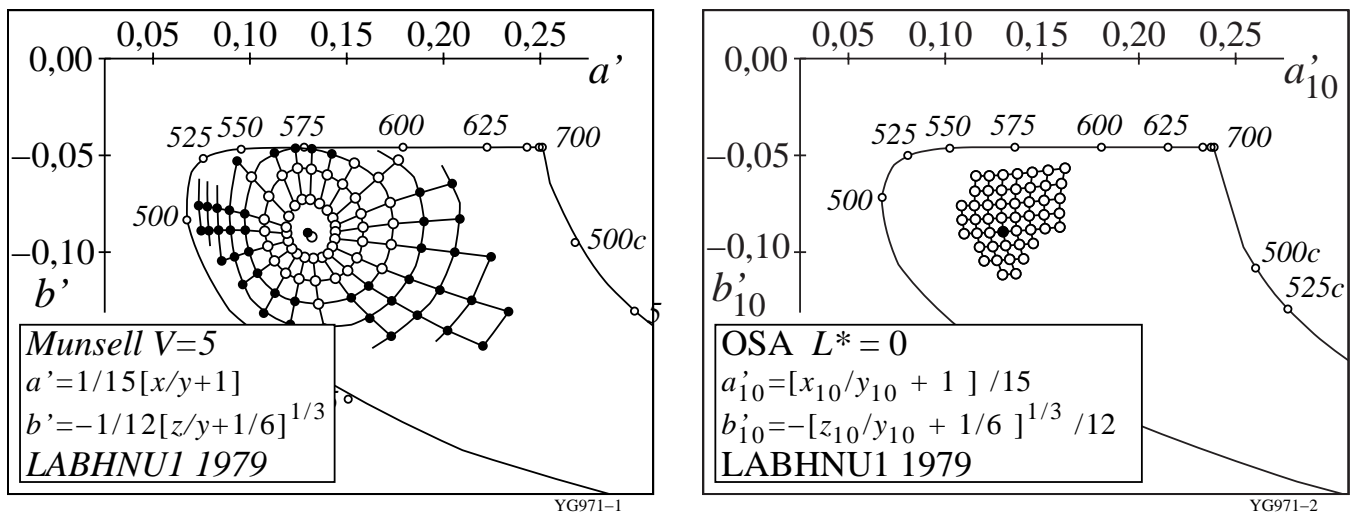 0,05 0,10 0,15 0,20 0,25
0,00
a'
525 550 575 600 625 700
−0,05
500
500c
−0,10
b'
5
Munsell V=5
a'=1/15[x/y+1]
b'=−1/12[z/y+1/6]^1/3
LABHNU1 1979
YG971−1
0,05 0,10 0,15 0,20 0,25
0,00
a'10
525 550 575 600 625 700
−0,05
500
−0,10
500c
b'10
525c
OSA L* = 0
a'10=[x10/y10 + 1 ] /15
b'10=−[z10/y10 + 1/6 ]^1/3 /12
LABHNU1 1979
YG971−2